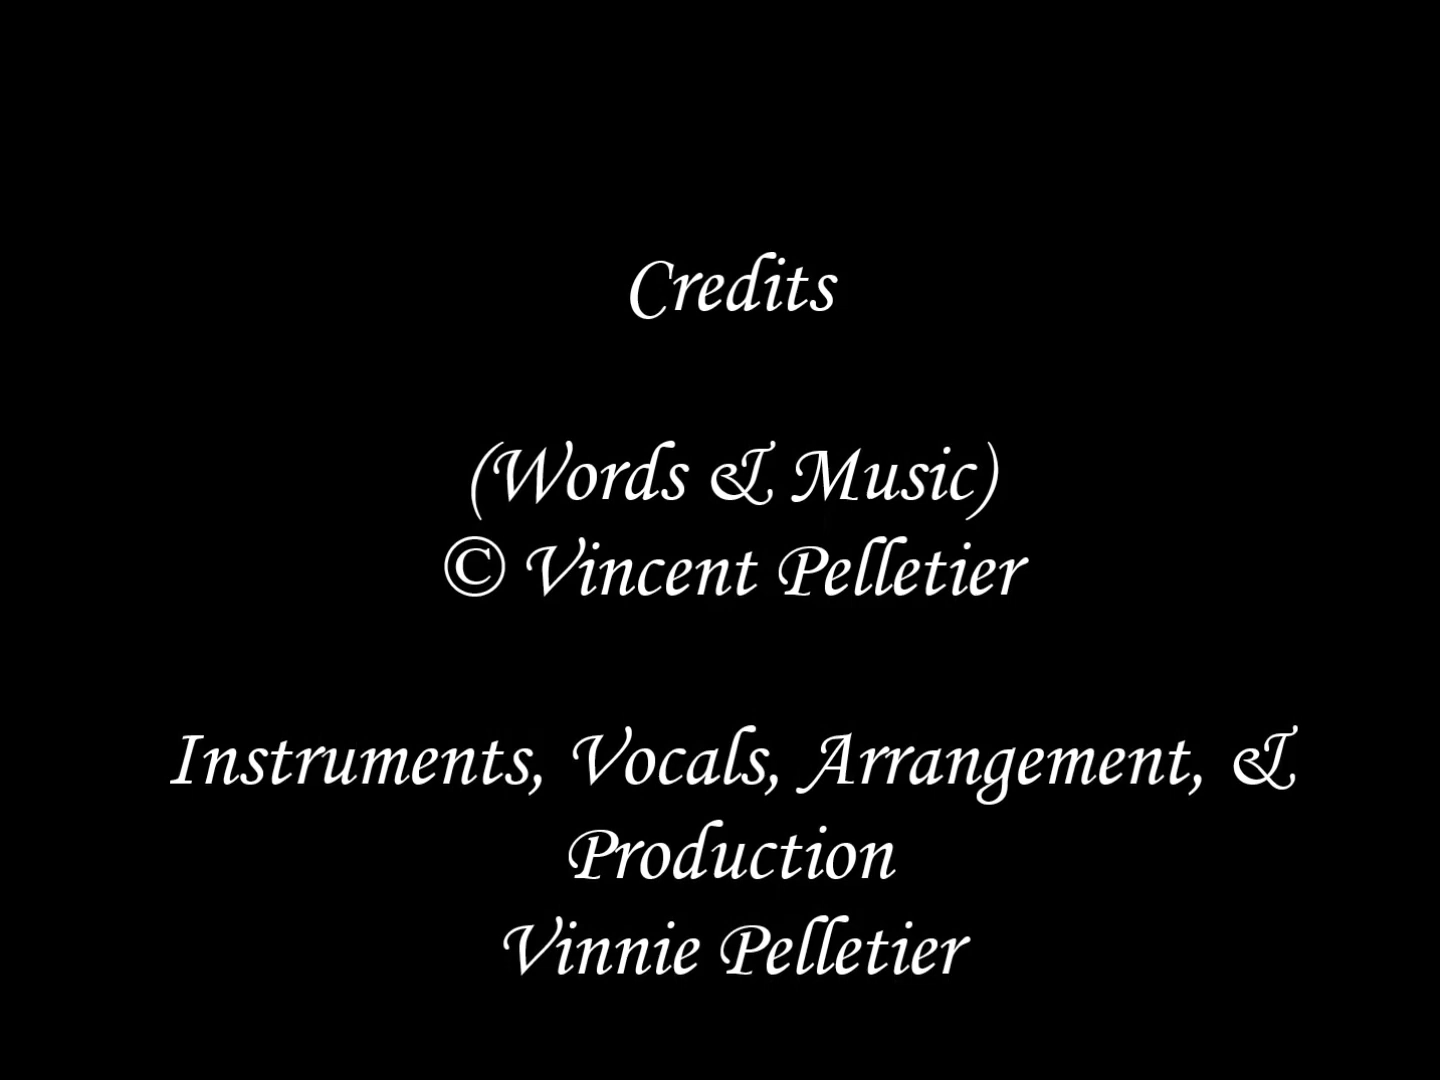 Credits
(Words & Music)
© Vincent Pelletier
Instruments, Vocals, Arrangement, &
Production
Vinnie Pelletier